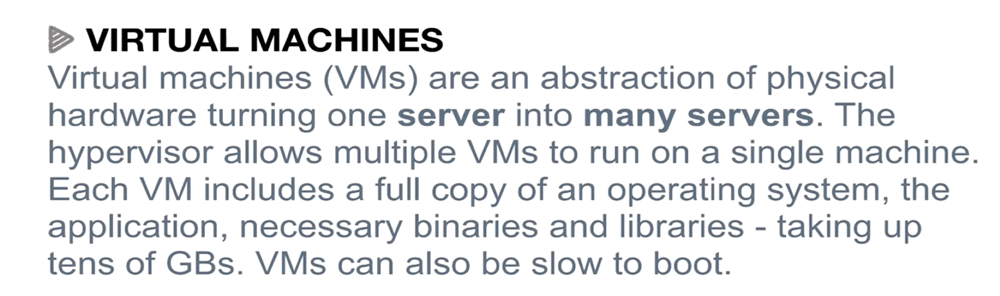 VIRTUAL MACHINES
Virtual machines (VMs) are an abstraction of physical
hardware turning one server into many servers. The
hypervisor allows multiple VMs to run on a single machine.
Each VM includes a full copy of an operating system, the
application, necessary binaries and libraries - taking up
tens of GBs. VMs can also be slow to boot.